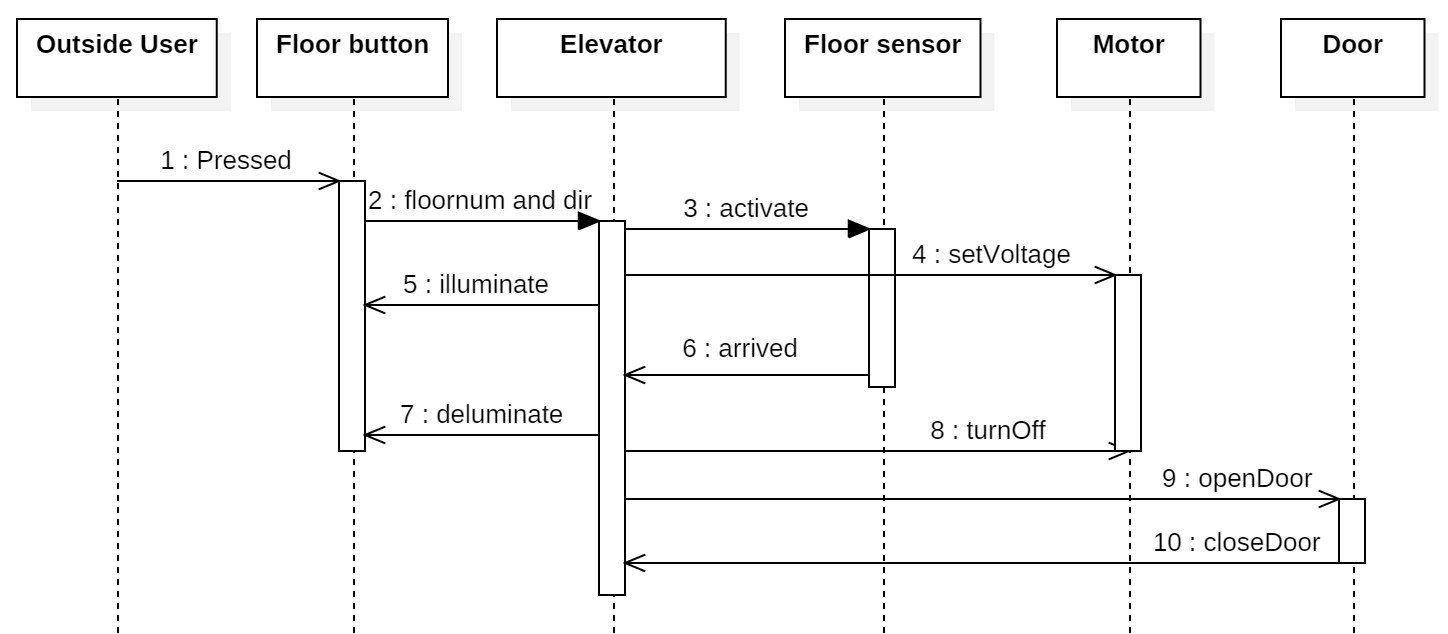 Outside User
Floor button
Elevator
Floor sensor
Motor
Door
1 : Pressed
2 : floornum and dir
3 : activate
4 : setVoltage
5 : illuminate
6 : arrived
7 : deluminate
8 : turnOff
9 : openDoor
10 : closeDoor